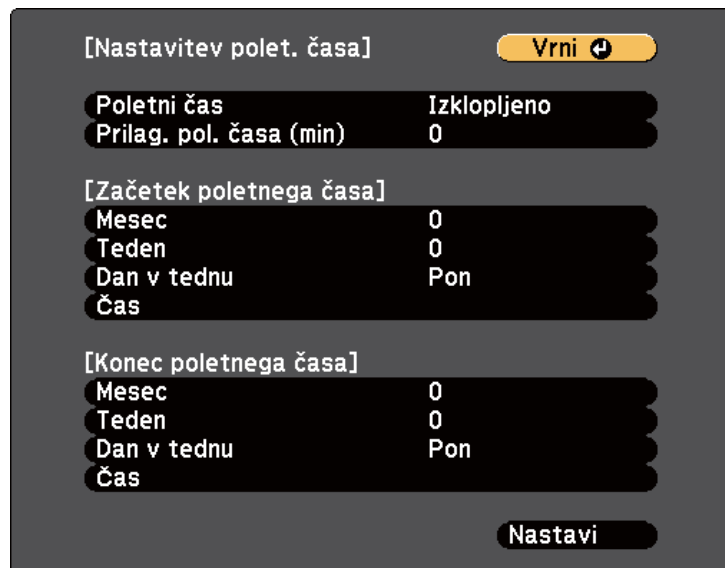 [Nastavitev polet. časa] Vrni
Poletni čas Izklopljeno
Prilag. pol. časa (min) 0
[Začetek poletnega časa]
Mesec 0
Teden 0
Dan v tednu Pon
Čas
[Konec poletnega časa]
Mesec 0
Teden 0
Dan v tednu Pon
Čas
Nastavi